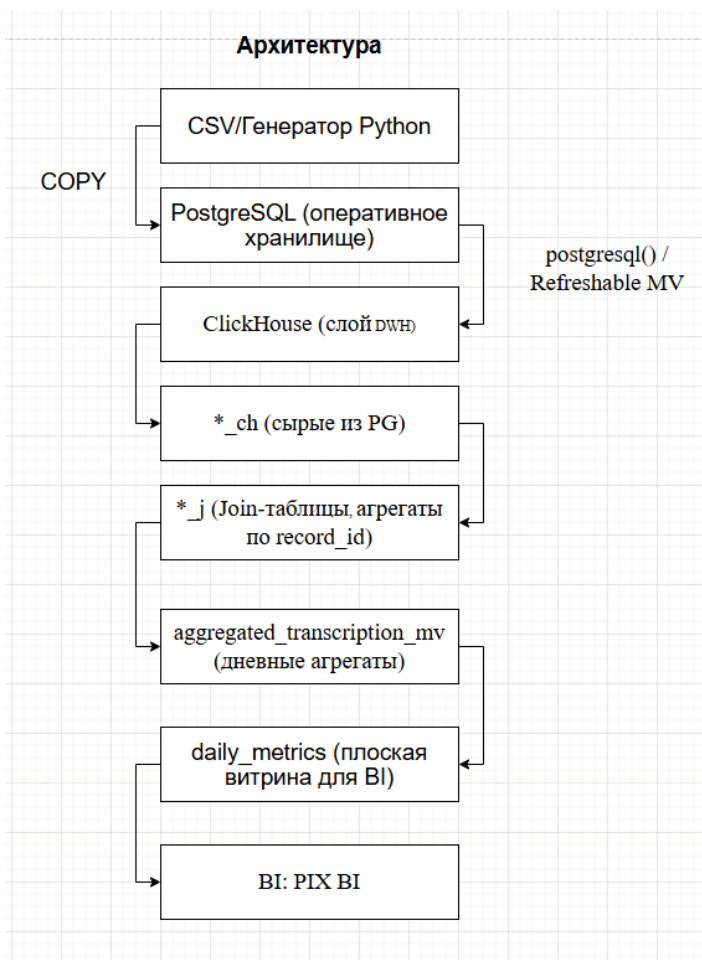 Архитектура
CSV/Генератор Python
COPY
PostgreSQL (оперативное
хранилище)
postgresql() /
Refreshable MV
ClickHouse (слой DWH)
*_ch (сырые из PG)
*_j (Join-таблицы, агрегаты
по record_id)
aggregated_transcription_mv
(дневные агрегаты)
daily_metrics (плоская
витрина для BI)
BI: PIX BI